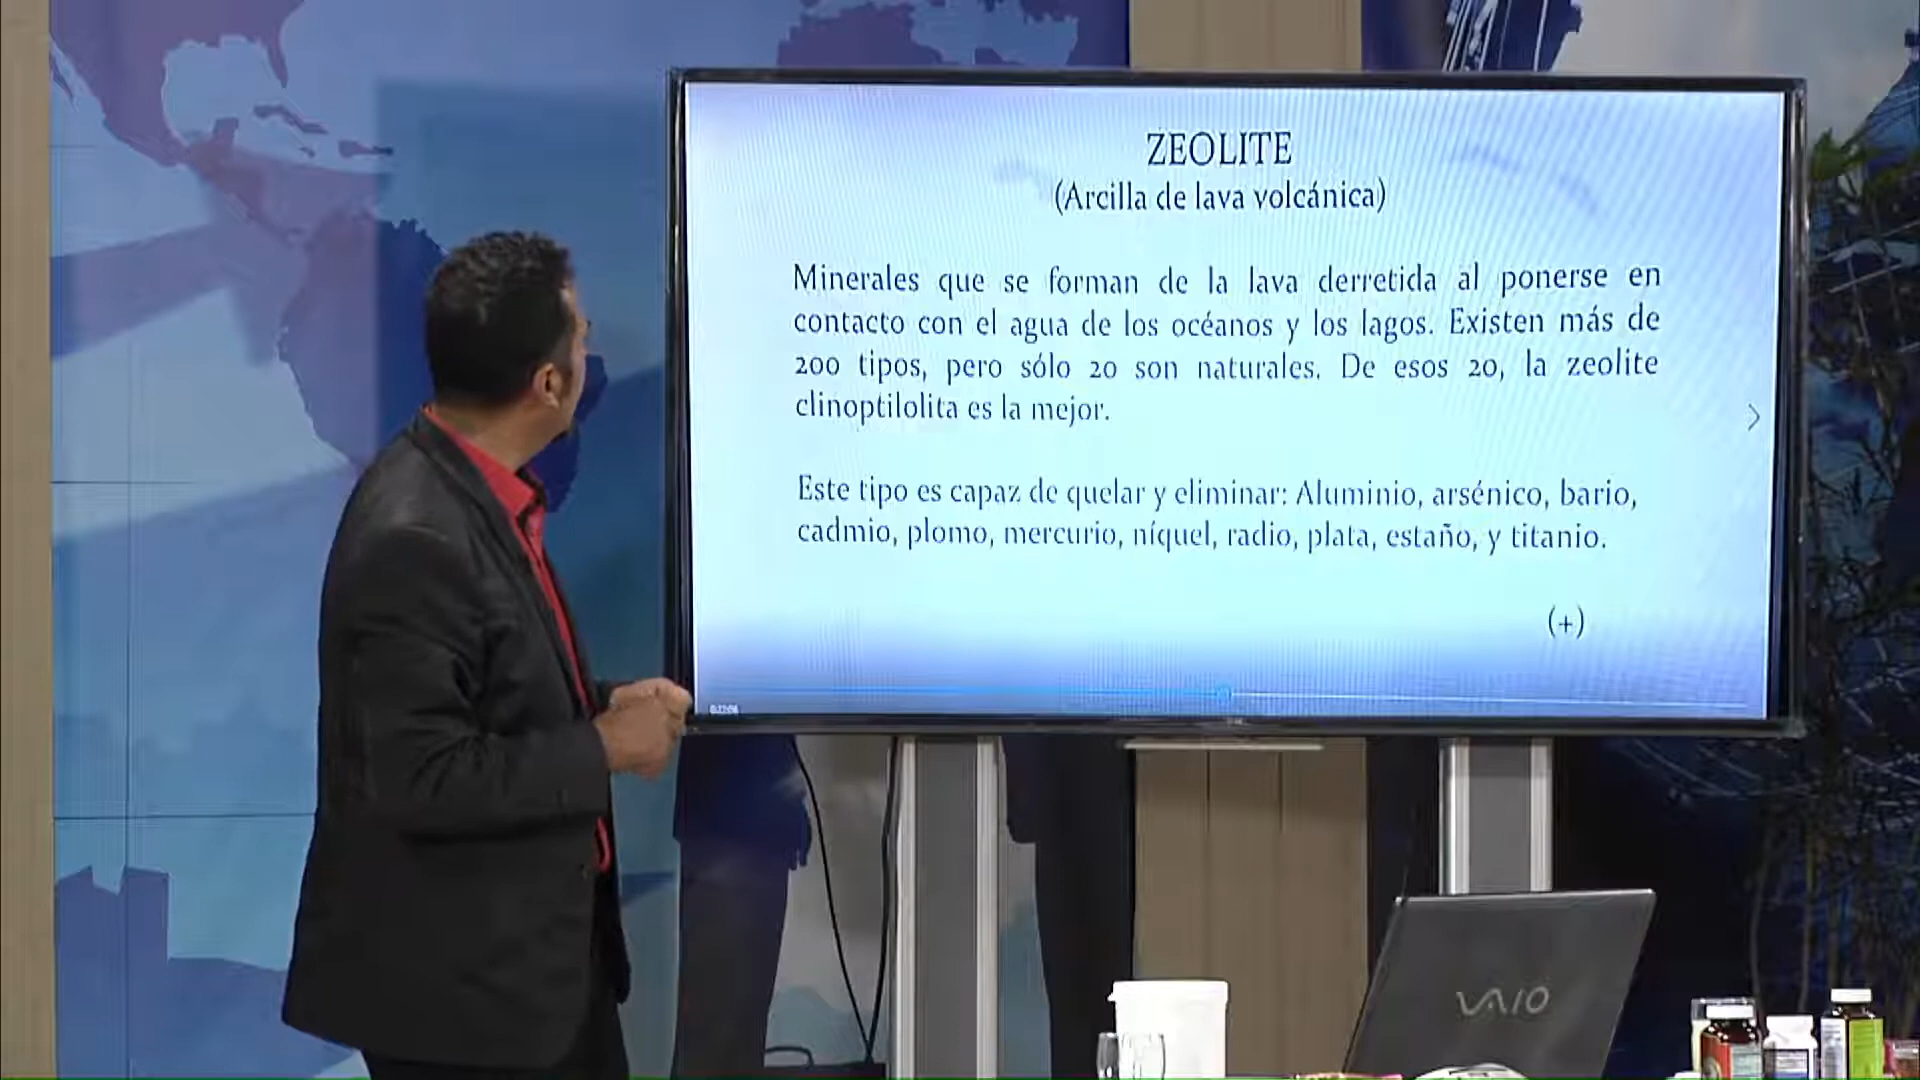 ZEOLITE
(Arcilla de lava volcánica)
Minerales que se forman de la lava derretida al ponerse en
contacto con el agua de los océanos y los lagos. Existen más de
200 tipos, pero sólo 20 son naturales. De esos 20, la zeolite
clinoptilolita es la mejor.
Este tipo es capaz de quelar y eliminar: Aluminio, arsénico, bario,
cadmio, plomo, mercurio, níquel, radio, plata, estaño, y titanio.
(+)
VAIO